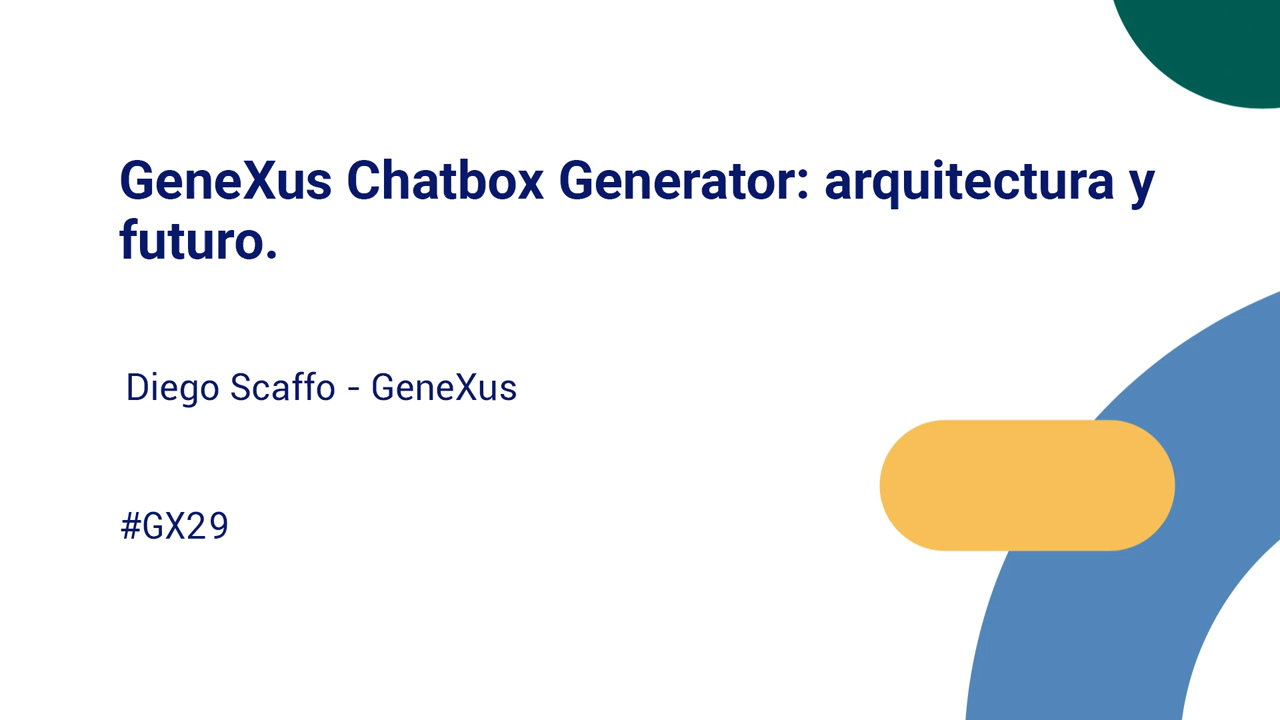 GeneXus Chatbox Generator: arquitectura y
futuro.
Diego Scaffo - GeneXus
#GX29